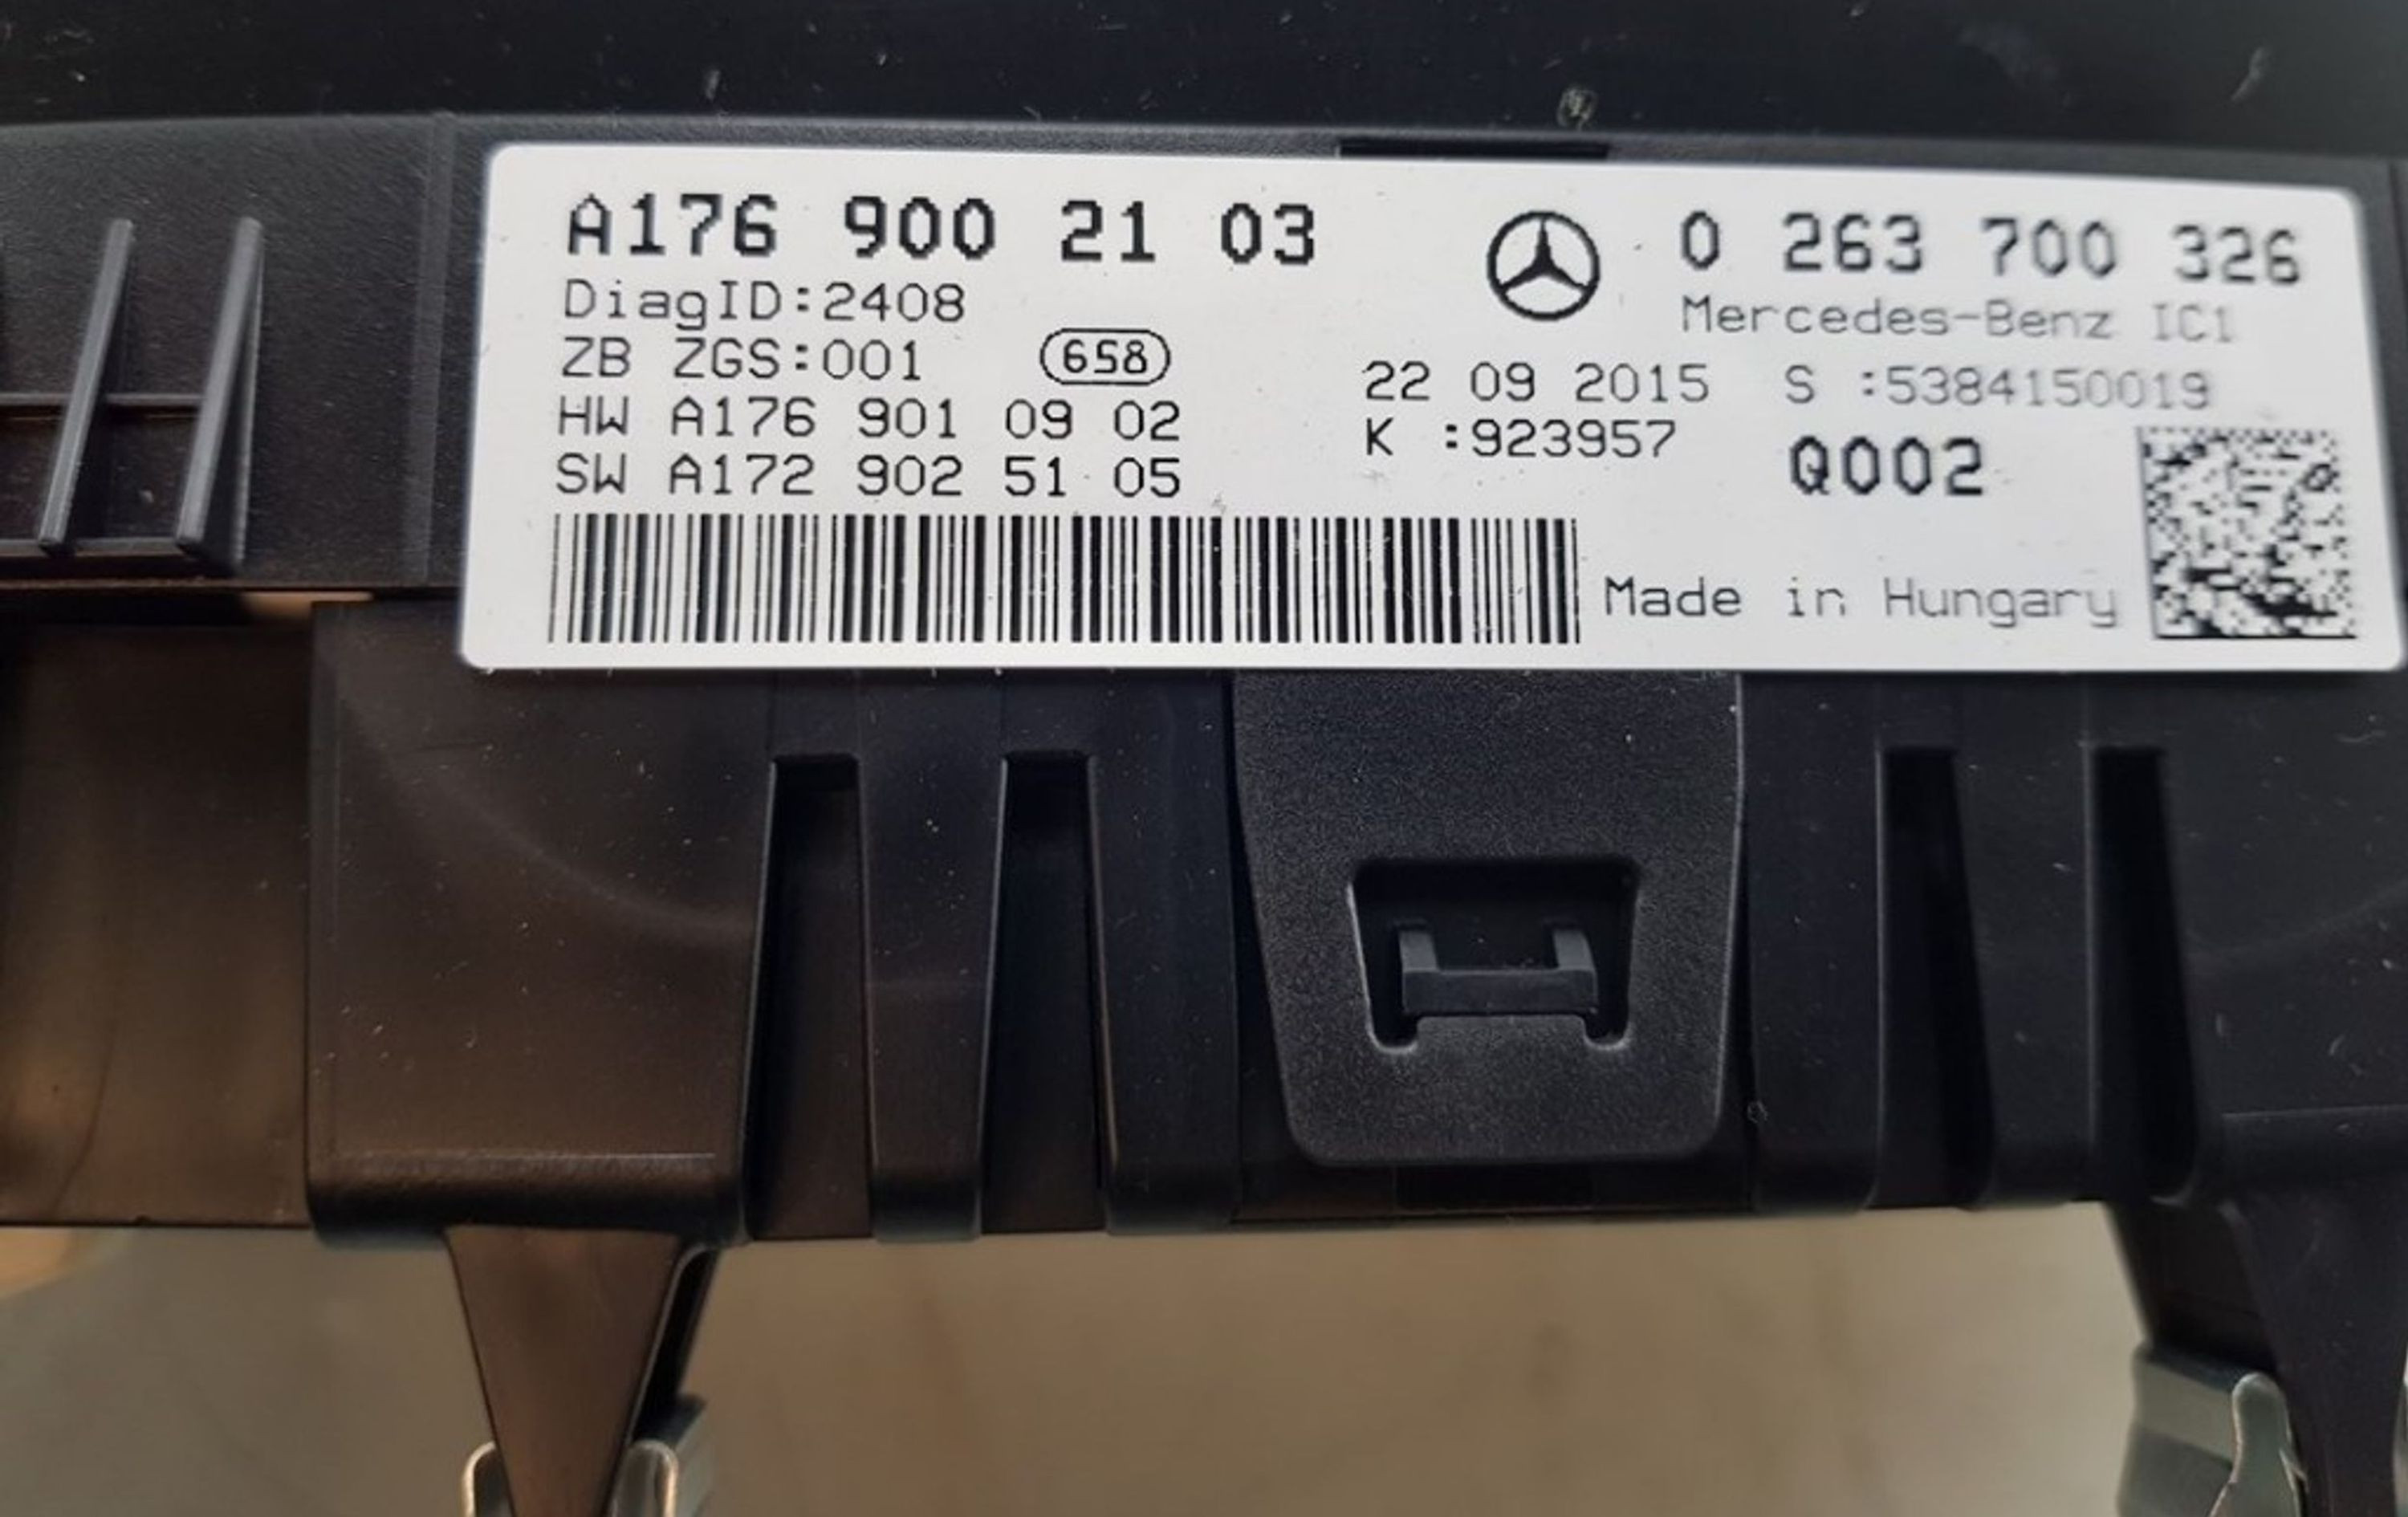 A176 900 21 03
DiagID:2408
ZB ZGS:001 658
HW A176 901 09 02
SW A172 902 51 05
0 263 700 326
Mercedes-Benz IC1
22 09 2015 S :5384150019
K :923957
Q002
Made in Hungary